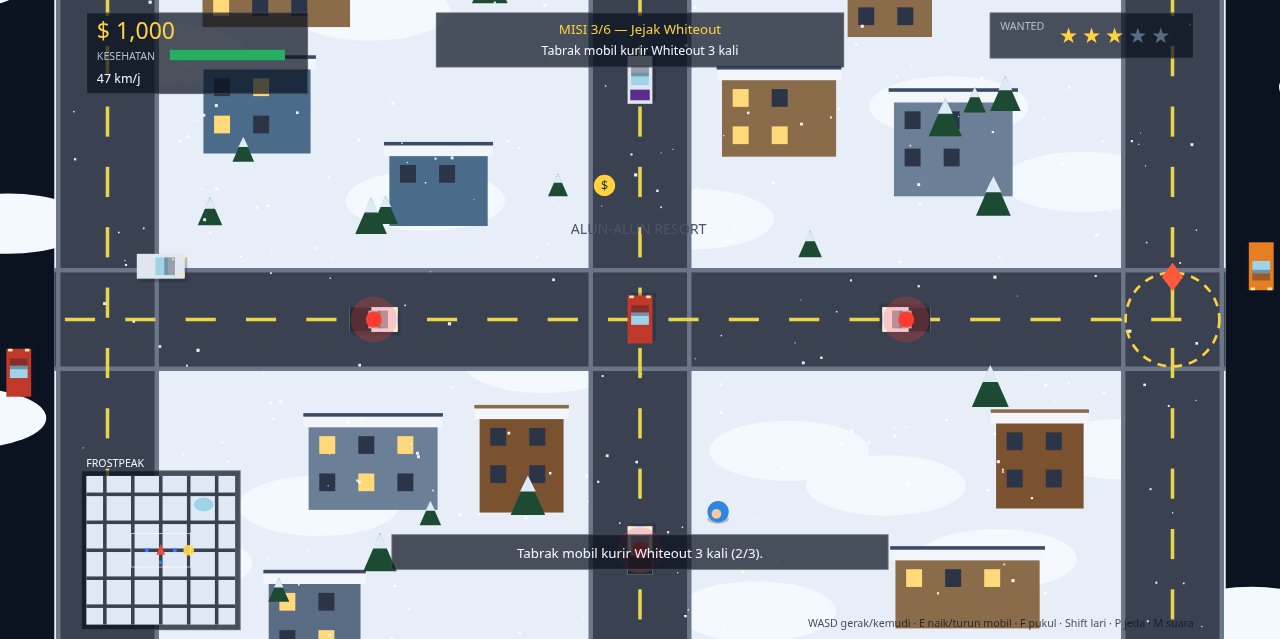 $ 1,000
KESEHATAN
47 km/j
MISI 3/6 — Jejak Whiteout
Tabrak mobil kurir Whiteout 3 kali
WANTED
$
ALUN-ALUN RESORT
FROSTPEAK
Tabrak mobil kurir Whiteout 3 kali (2/3).
WASD gerak/kemudi · E naik/turun mobil · F pukul · Shift lari · P jeda · M suara